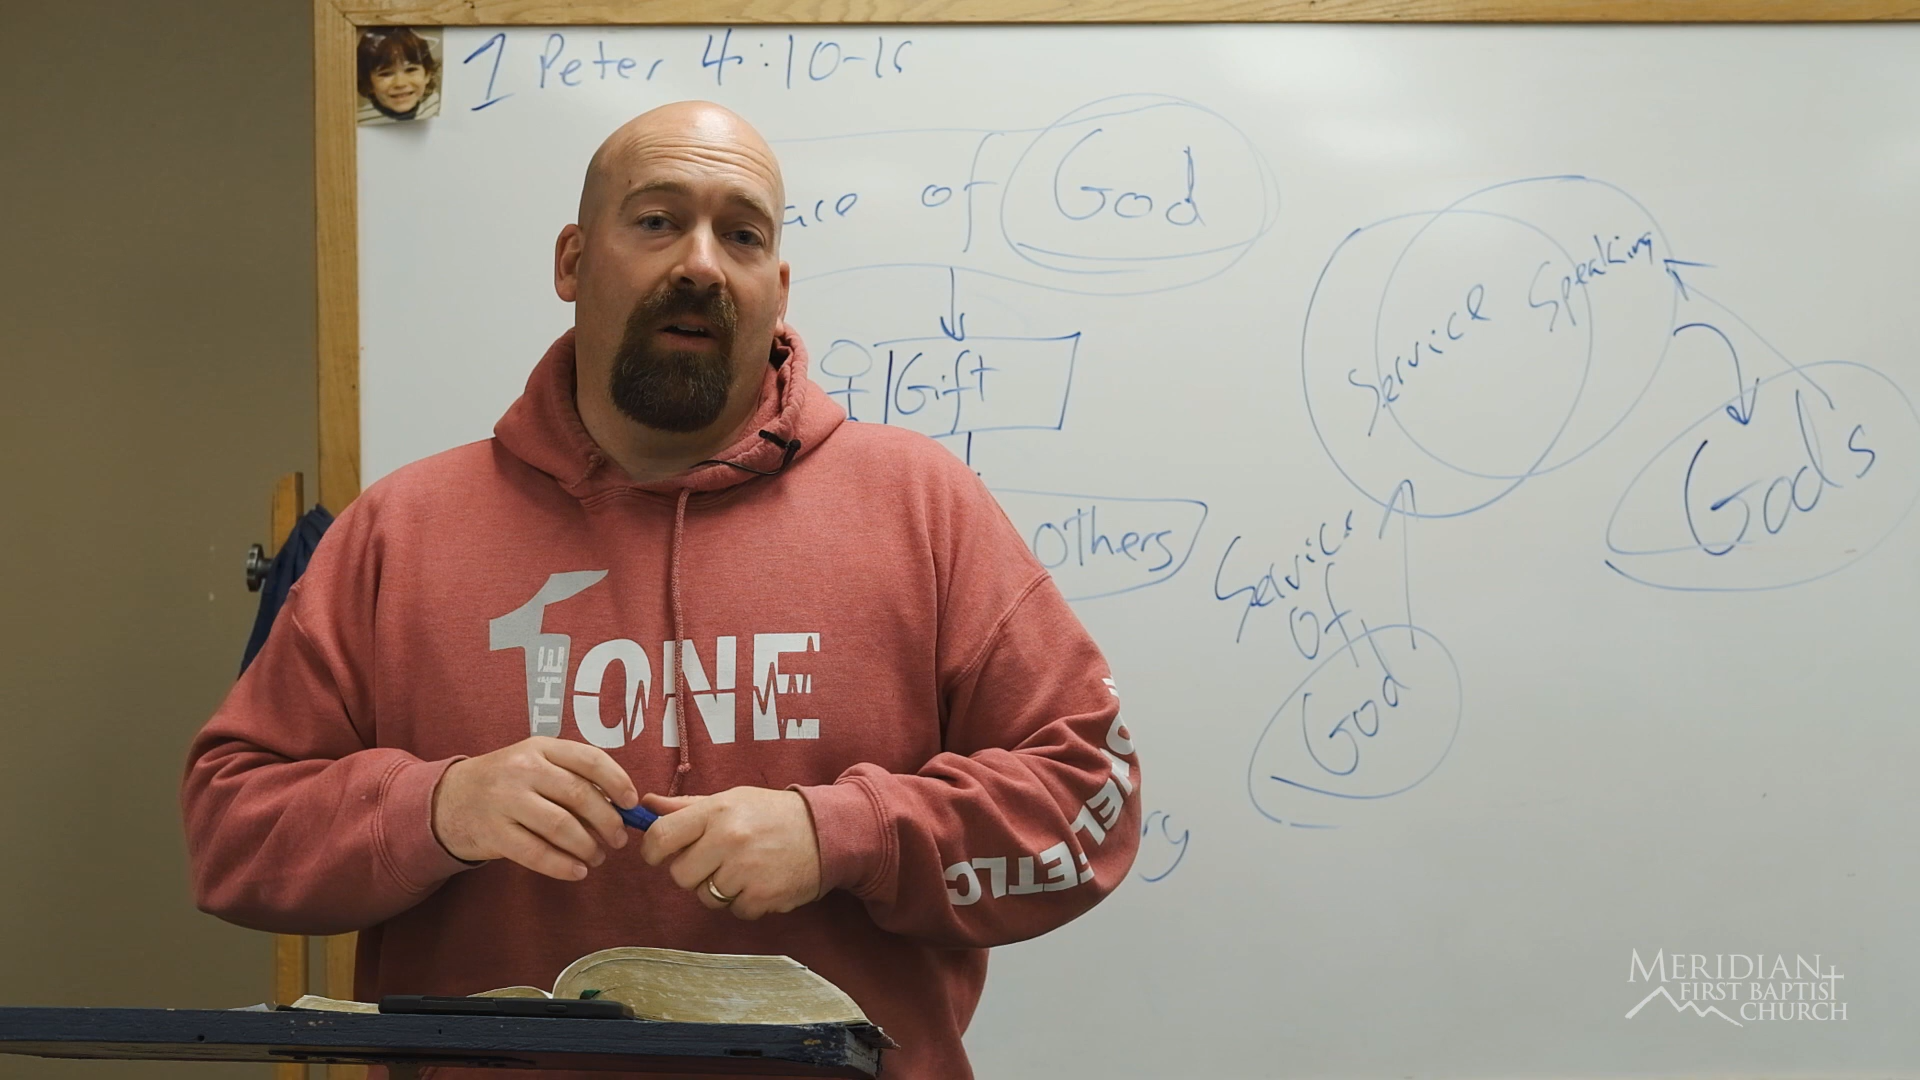 1 Peter 4:10-1
of God
Gift
Others
Service Speaking
God's
Service
of
God
1
THE
ONE
MERIDIAN
FIRST BAPTIST
CHURCH